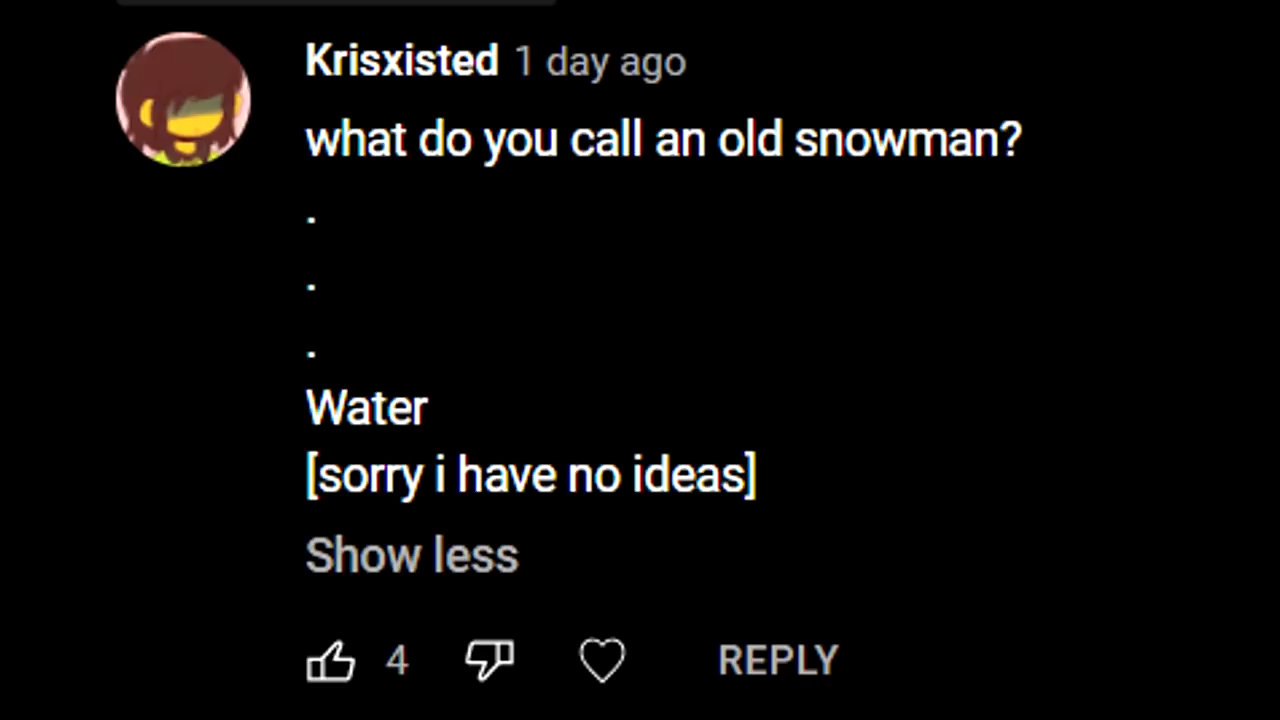 Krisxisted 1 day ago
what do you call an old snowman?
.
.
.
Water
[sorry i have no ideas]
Show less
4 REPLY